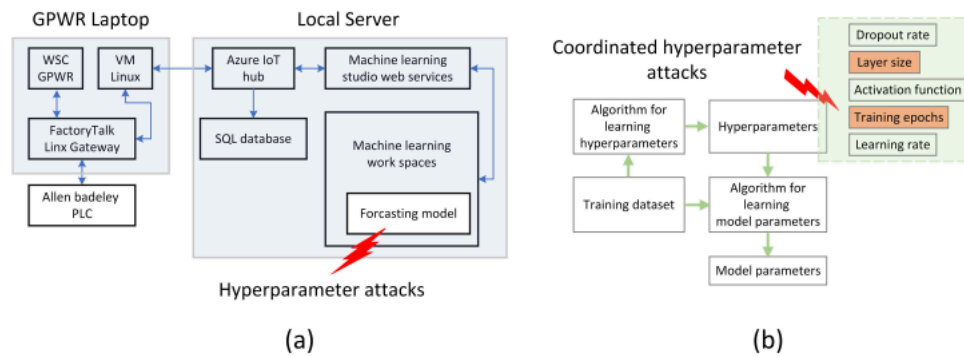 GPWR Laptop
Local Server
WSC
GPWR
VM
Linux
Azure IoT
hub
Machine learning
studio web services
FactoryTalk
Linx Gateway
SQL database
Machine learning
work spaces
Allen badeley
PLC
Forcasting model
Hyperparameter attacks
(a)
Coordinated hyperparameter
attacks
Dropout rate
Layer size
Activation function
Training epochs
Learning rate
Algorithm for
learning
hyperparameters
Hyperparameters
Training dataset
Algorithm for
learning
model parameters
Model parameters
(b)